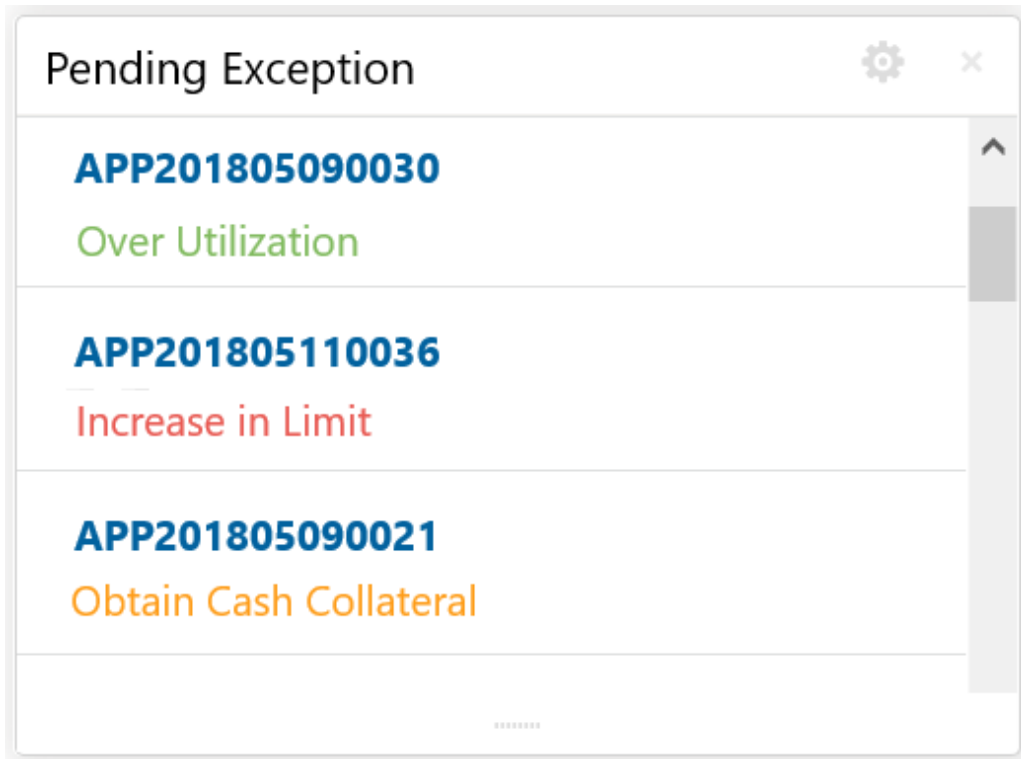 Pending Exception
APP201805090030
Over Utilization
APP201805110036
Increase in Limit
APP201805090021
Obtain Cash Collateral